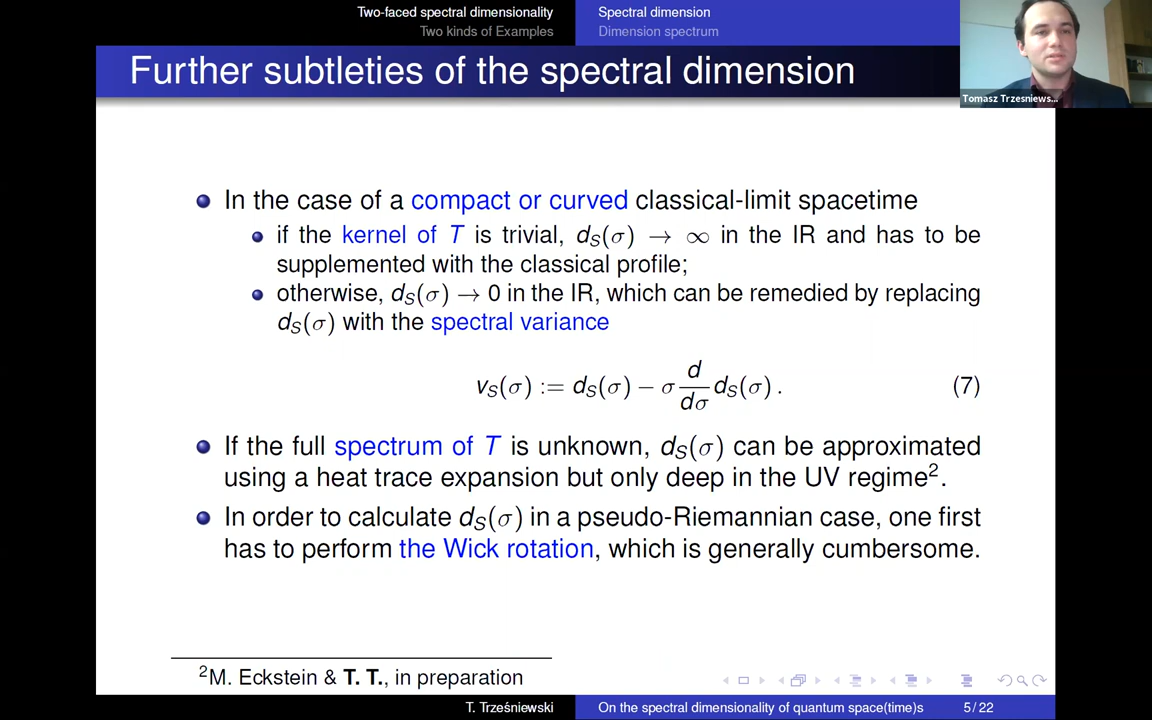 Two-faced spectral dimensionality
Two kinds of Examples
Spectral dimension
Dimension spectrum
Further subtleties of the spectral dimension
Tomasz Trzesniews...
In the case of a compact or curved classical-limit spacetime
if the kernel of T is trivial, d_S(σ) → ∞ in the IR and has to be
supplemented with the classical profile;
otherwise, d_S(σ) → 0 in the IR, which can be remedied by replacing
d_S(σ) with the spectral variance
v_S(σ) := d_S(σ) − σ d/dσ d_S(σ) . (7)
If the full spectrum of T is unknown, d_S(σ) can be approximated
using a heat trace expansion but only deep in the UV regime².
In order to calculate d_S(σ) in a pseudo-Riemannian case, one first
has to perform the Wick rotation, which is generally cumbersome.
²M. Eckstein & T. T., in preparation
T. Trześniewski
On the spectral dimensionality of quantum space(time)s
5/22